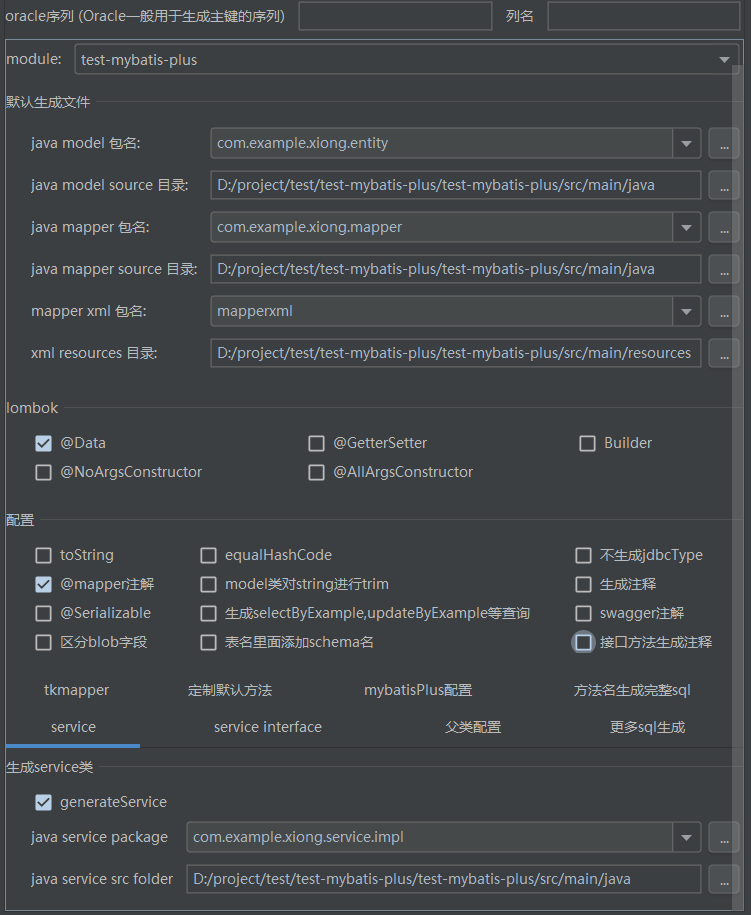 oracle序列 (Oracle一般用于生成主键的序列) 列名
module: test-mybatis-plus
默认生成文件
java model 包名: com.example.xiong.entity ...
java model source 目录: D:/project/test/test-mybatis-plus/test-mybatis-plus/src/main/java ...
java mapper 包名: com.example.xiong.mapper ...
java mapper source 目录: D:/project/test/test-mybatis-plus/test-mybatis-plus/src/main/java ...
mapper xml 包名: mapperxml ...
xml resources 目录: D:/project/test/test-mybatis-plus/test-mybatis-plus/src/main/resources ...
lombok
@Data @GetterSetter Builder
@NoArgsConstructor @AllArgsConstructor
配置
toString equalHashCode 不生成jdbcType
@mapper注解 model类对string进行trim 生成注释
@Serializable 生成selectByExample,updateByExample等查询 swagger注解
区分blob字段 表名里面添加schema名 接口方法生成注释
tkmapper 定制默认方法 mybatisPlus配置 方法名生成完整sql
service service interface 父类配置 更多sql生成
生成service类
generateService
java service package com.example.xiong.service.impl ...
java service src folder D:/project/test/test-mybatis-plus/test-mybatis-plus/src/main/java ...